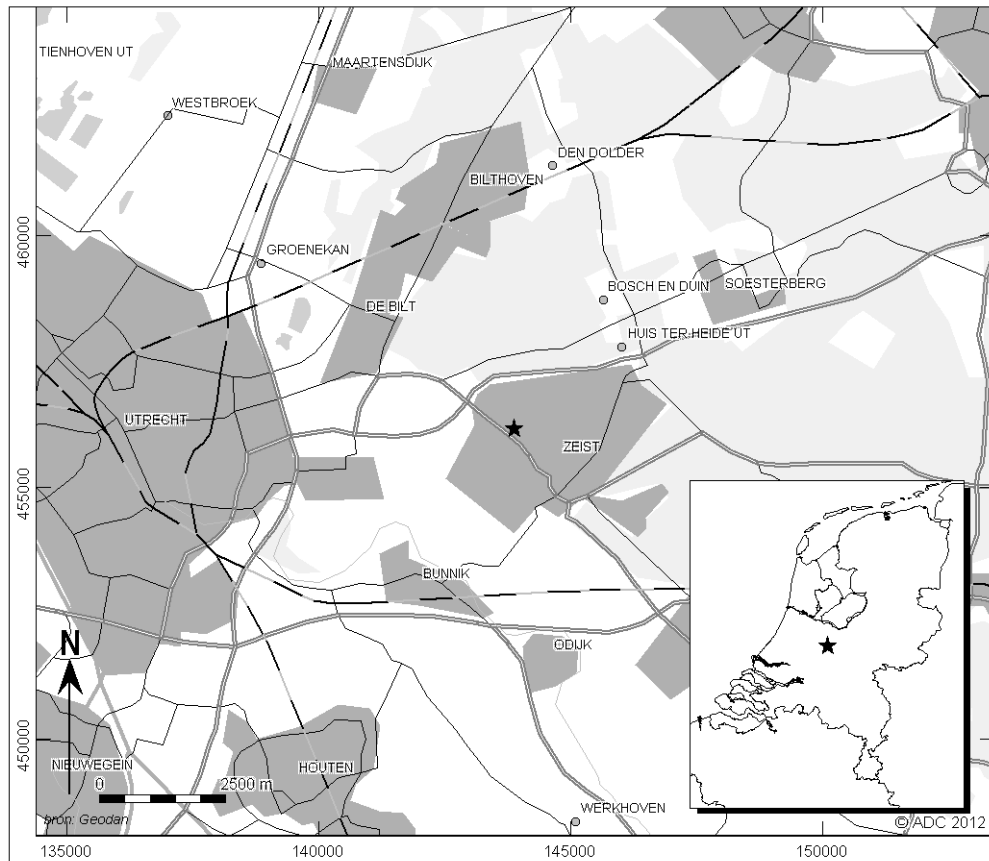 TIENHOVEN UT
MAARTENSDIJK
WESTBROEK
DEN DOLDER
BILTHOVEN
460000
GROENEKAN
BOSCH EN DUIN
SOESTERBERG
DE BILT
HUIS TER HEIDE UT
UTRECHT
ZEIST
455000
BUNNIK
N
ODIJK
450000
NIEUWEGEIN
HOUTEN
0 2500 m
WERKHOVEN
bron: Geodan
© ADC 2012
135000 140000 145000 150000